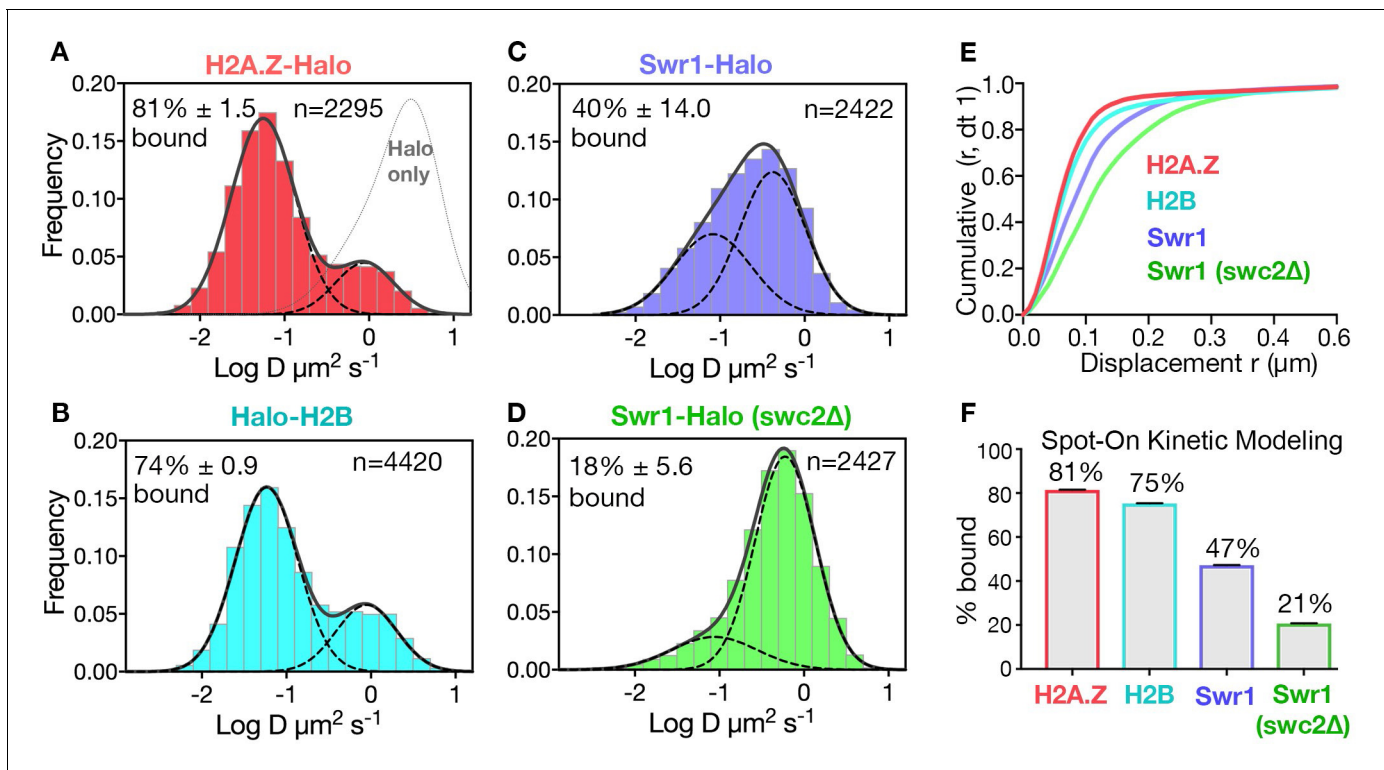 A
H2A.Z-Halo
81% ± 1.5
bound
n=2295
Halo
only
Frequency
0.20
0.15
0.10
0.05
0.00
-2
-1
0
1
Log D µm² s⁻¹
C
Swr1-Halo
40% ± 14.0
bound
n=2422
0.20
0.15
0.10
0.05
0.00
-2
-1
0
1
Log D µm² s⁻¹
E
Cumulative (r, dt 1)
1.0
0.8
0.6
0.4
0.2
0.0
H2A.Z
H2B
Swr1
Swr1 (swc2Δ)
0.0
0.1
0.2
0.3
0.4
0.6
Displacement r (µm)
B
Halo-H2B
74% ± 0.9
bound
n=4420
Frequency
0.20
0.15
0.10
0.05
0.00
-2
-1
0
1
Log D µm² s⁻¹
D
Swr1-Halo (swc2Δ)
18% ± 5.6
bound
n=2427
0.20
0.15
0.10
0.05
0.00
-2
-1
0
1
Log D µm² s⁻¹
F
Spot-On Kinetic Modeling
% bound
100
80
60
40
20
0
81%
75%
47%
21%
H2A.Z
H2B
Swr1
Swr1
(swc2Δ)